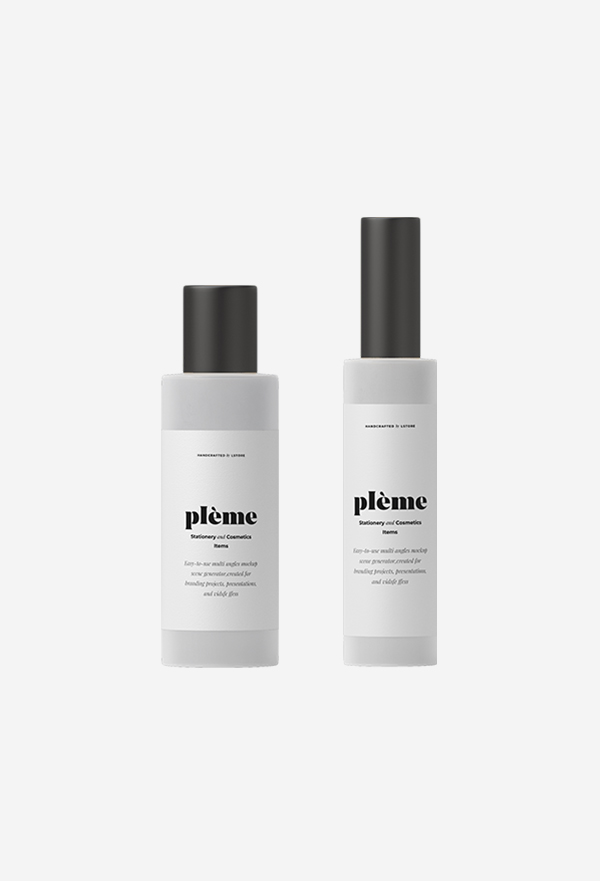 HANDCRAFTED
plème
Stationery and Cosmetics
Items
Easy-to-use multi angles mockup
scene generator,created for
branding projects, presentations,
and
HANDCRAFTED
plème
Stationery and Cosmetics
Items
Easy-to-use multi angles mockup
scene generator,created for
branding projects, presentations,
and